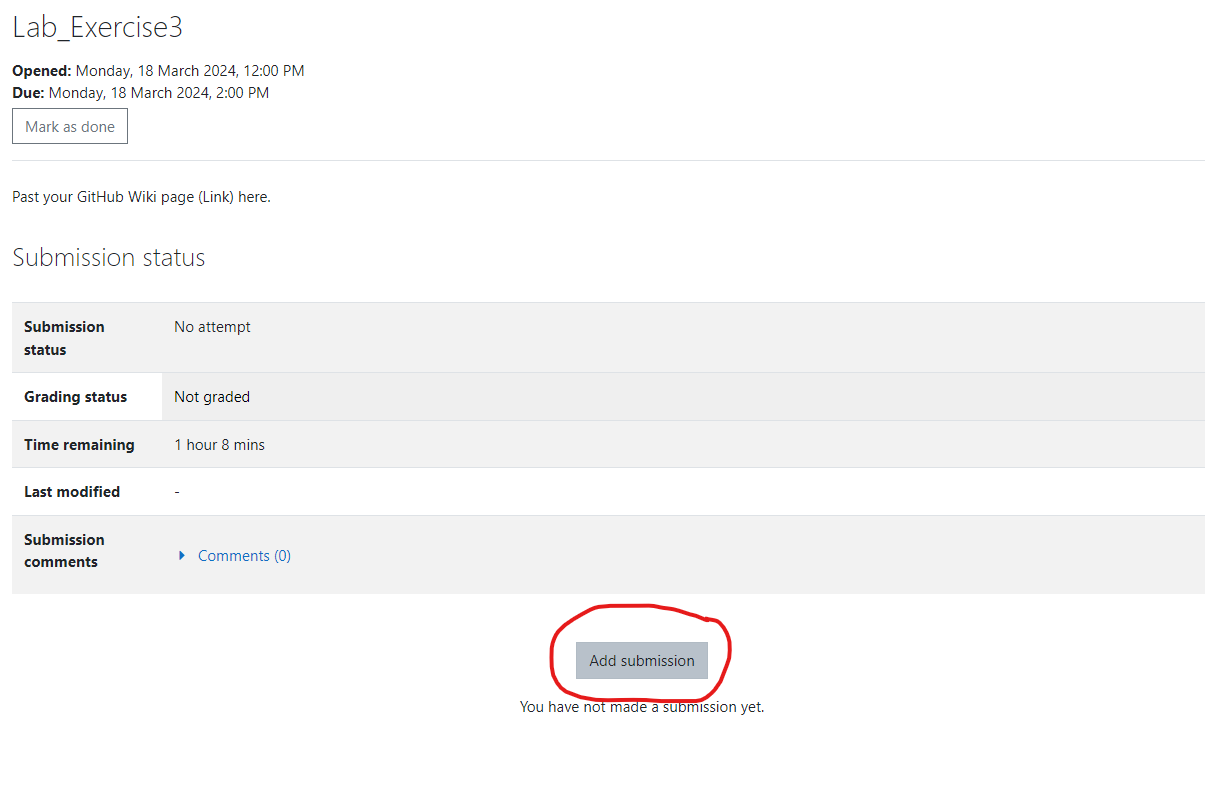 Lab_Exercise3
Opened: Monday, 18 March 2024, 12:00 PM
Due: Monday, 18 March 2024, 2:00 PM
Mark as done
Past your GitHub Wiki page (Link) here.
Submission status
Submission status No attempt
Grading status Not graded
Time remaining 1 hour 8 mins
Last modified -
Submission comments Comments (0)
Add submission
You have not made a submission yet.